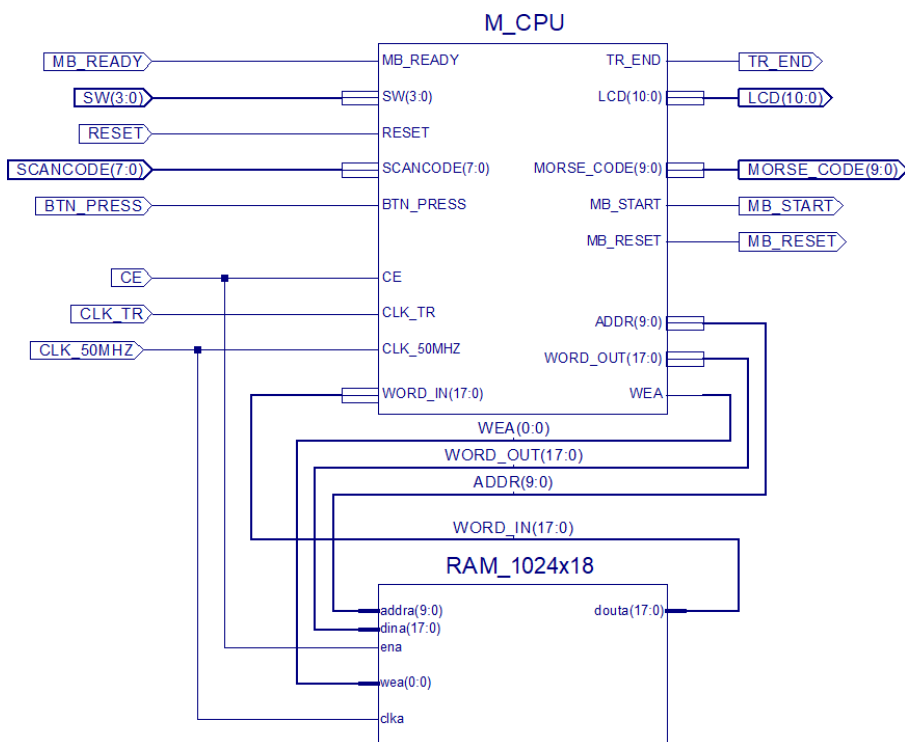 M_CPU
MB_READY MB_READY TR_END TR_END
SW(3:0) SW(3:0) LCD(10:0) LCD(10:0)
RESET RESET
SCANCODE(7:0) SCANCODE(7:0) MORSE_CODE(9:0) MORSE_CODE(9:0)
BTN_PRESS BTN_PRESS MB_START MB_START
MB_RESET MB_RESET
CE CE
CLK_TR CLK_TR ADDR(9:0)
CLK_50MHZ CLK_50MHZ WORD_OUT(17:0)
WORD_IN(17:0) WEA
WEA(0:0)
WORD_OUT(17:0)
ADDR(9:0)
WORD_IN(17:0)
RAM_1024x18
addra(9:0) douta(17:0)
dina(17:0)
ena
wea(0:0)
clka